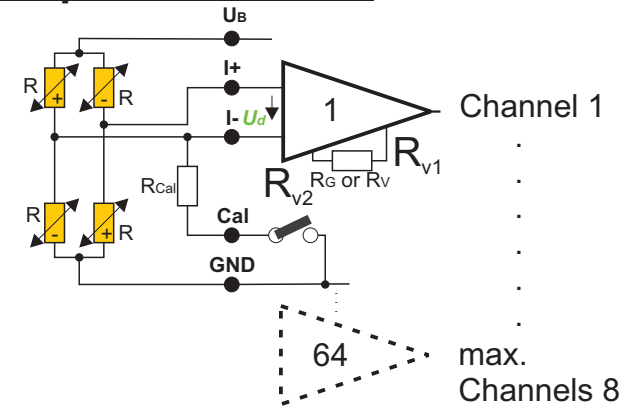 UB
I+
I- Ud
R
+
-
R
1
Channel 1
RCal
Rv2
RG or RV
Rv1
R
-
+
R
Cal
GND
64
max.
Channels 8